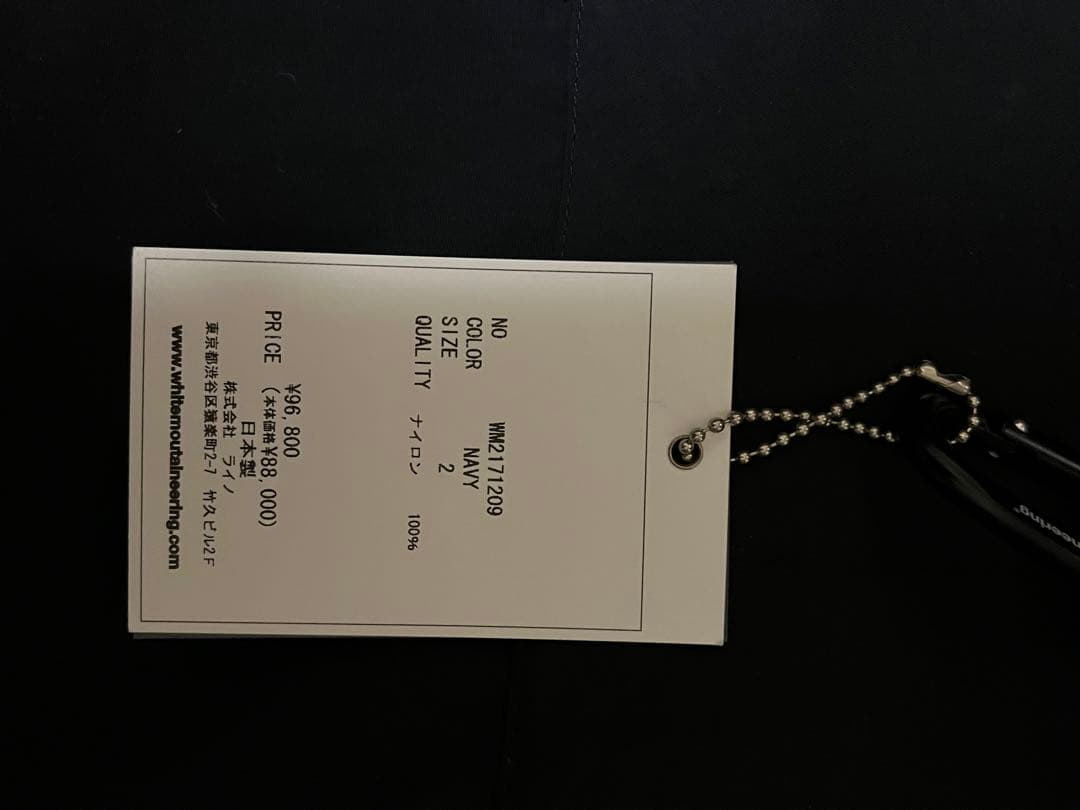 NO WM2171209
COLOR NAVY
SIZE 2
QUALITY ナイロン 100%
PRICE ¥96,800
(本体価格¥88,000)
日本製
株式会社 ライノ
東京都渋谷区猿楽町2-7 竹久ビル2F
www.whitemoutaineering.com
neering®